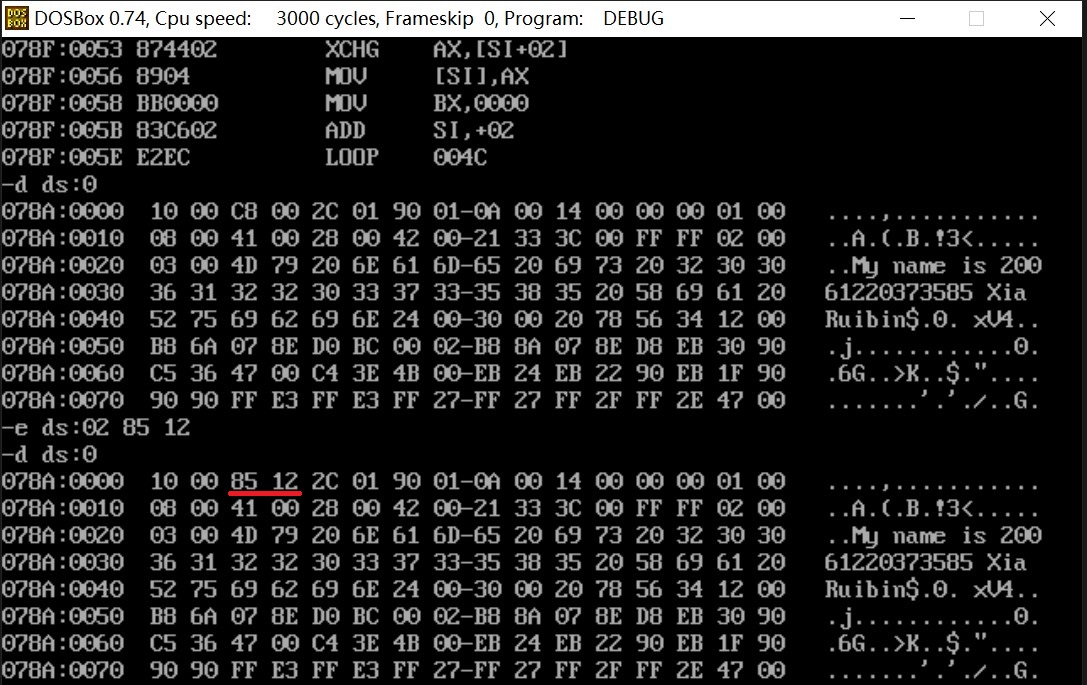 DOSBox 0.74, Cpu speed:    3000 cycles, Frameskip  0, Program:   DEBUG
078F:0053 874402        XCHG    AX,[SI+02]
078F:0056 8904          MOV     [SI],AX
078F:0058 BB0000        MOV     BX,0000
078F:005B 83C602        ADD     SI,+02
078F:005E E2EC          LOOP    004C
-d ds:0
078A:0000  10 00 C8 00 2C 01 90 01-0A 00 14 00 00 00 01 00   ....,...........
078A:0010  08 00 41 00 28 00 42 00-21 33 3C 00 FF FF 02 00   ..A.(.B.!3<.....
078A:0020  03 00 4D 79 20 6E 61 6D-65 20 69 73 20 32 30 30   ..My name is 200
078A:0030  36 31 32 32 30 33 37 33-35 38 35 20 58 69 61 20   61220373585 Xia
078A:0040  52 75 69 62 69 6E 24 00-30 00 20 78 56 34 12 00   Ruibin$.0. xV4..
078A:0050  B8 6A 07 8E D0 BC 00 02-B8 8A 07 8E D8 EB 30 90   .j............0.
078A:0060  C5 36 47 00 C4 3E 4B 00-EB 24 EB 22 90 EB 1F 90   .6G..>K..$."....
078A:0070  90 90 FF E3 FF E3 FF 27-FF 27 FF 2F FF 2E 47 00   .......'.'./..G.
-e ds:02 85 12
-d ds:0
078A:0000  10 00 85 12 2C 01 90 01-0A 00 14 00 00 00 01 00   ....,...........
078A:0010  08 00 41 00 28 00 42 00-21 33 3C 00 FF FF 02 00   ..A.(.B.!3<.....
078A:0020  03 00 4D 79 20 6E 61 6D-65 20 69 73 20 32 30 30   ..My name is 200
078A:0030  36 31 32 32 30 33 37 33-35 38 35 20 58 69 61 20   61220373585 Xia
078A:0040  52 75 69 62 69 6E 24 00-30 00 20 78 56 34 12 00   Ruibin$.0. xV4..
078A:0050  B8 6A 07 8E D0 BC 00 02-B8 8A 07 8E D8 EB 30 90   .j............0.
078A:0060  C5 36 47 00 C4 3E 4B 00-EB 24 EB 22 90 EB 1F 90   .6G..>K..$."....
078A:0070  90 90 FF E3 FF E3 FF 27-FF 27 FF 2F FF 2E 47 00   .......'.'./..G.